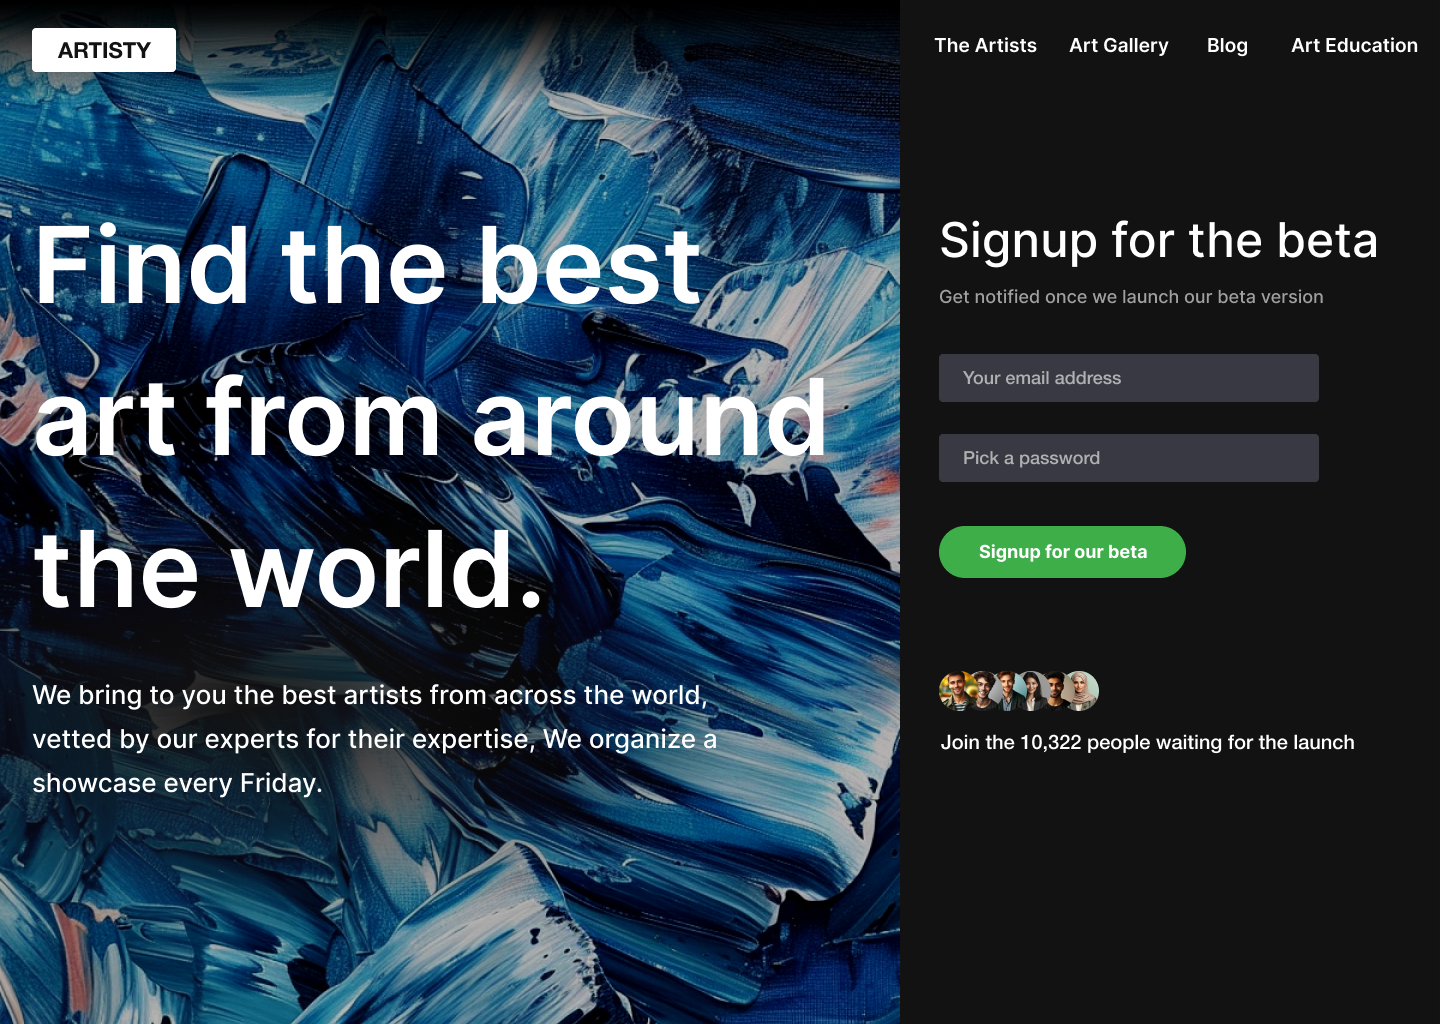 ARTISTY
The Artists
Art Gallery
Blog
Art Education
Find the best
art from around
the world.
We bring to you the best artists from across the world,
vetted by our experts for their expertise, We organize a
showcase every Friday.
Signup for the beta
Get notified once we launch our beta version
Your email address
Pick a password
Signup for our beta
Join the 10,322 people waiting for the launch